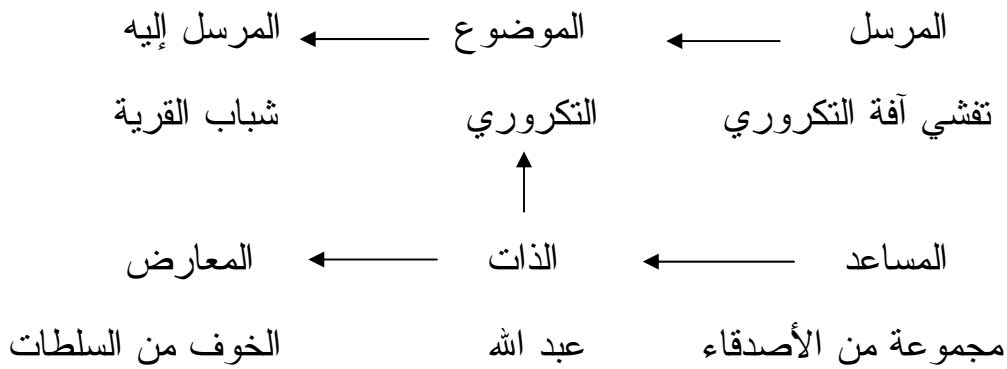 المرسل الموضوع المرسل إليه
تفشي آفة التكروري التكروري شباب القرية
المساعد الذات المعارض
مجموعة من الأصدقاء عبد الله الخوف من السلطات